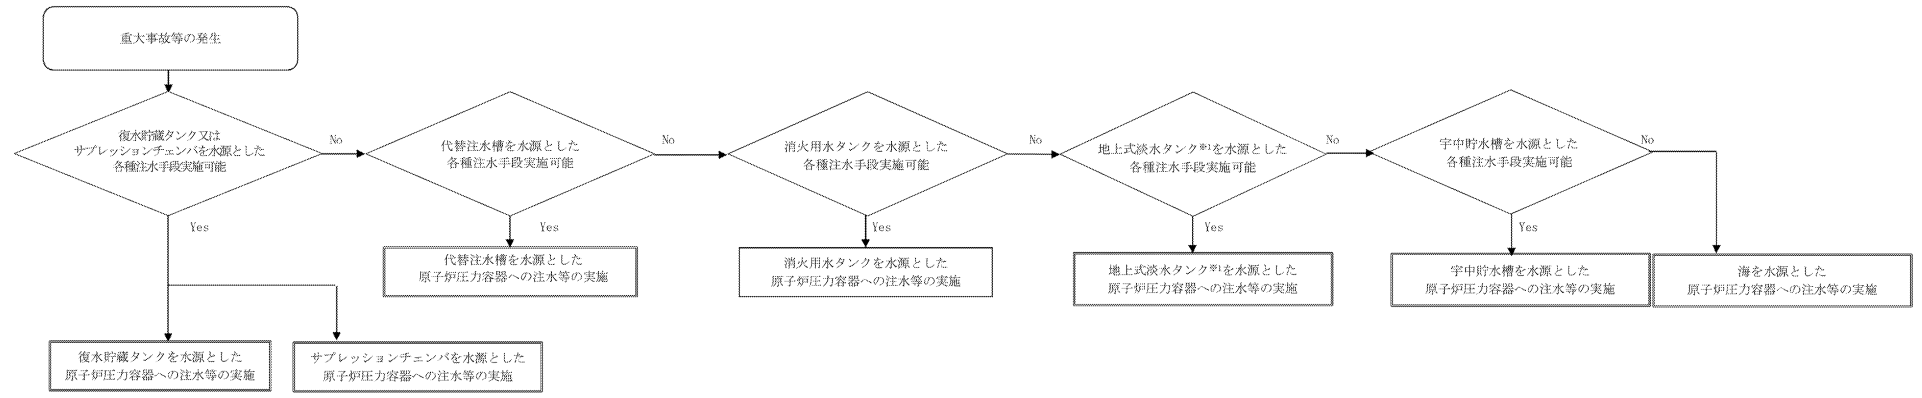 重大事故等の発生
復水貯蔵タンク又は
サプレッションチェンバを水源とした
各種注水手段実施可能
No
代替注水槽を水源とした
各種注水手段実施可能
No
消火用水タンクを水源とした
各種注水手段実施可能
No
地上式淡水タンク※1を水源とした
各種注水手段実施可能
No
宇中貯水槽を水源とした
各種注水手段実施可能
No
Yes
Yes
Yes
Yes
Yes
代替注水槽を水源とした
原子炉圧力容器への注水等の実施
消火用水タンクを水源とした
原子炉圧力容器への注水等の実施
地上式淡水タンク※1を水源とした
原子炉圧力容器への注水等の実施
宇中貯水槽を水源とした
原子炉圧力容器への注水等の実施
海を水源とした
原子炉圧力容器への注水等の実施
復水貯蔵タンクを水源とした
原子炉圧力容器への注水等の実施
サプレッションチェンバを水源とした
原子炉圧力容器への注水等の実施